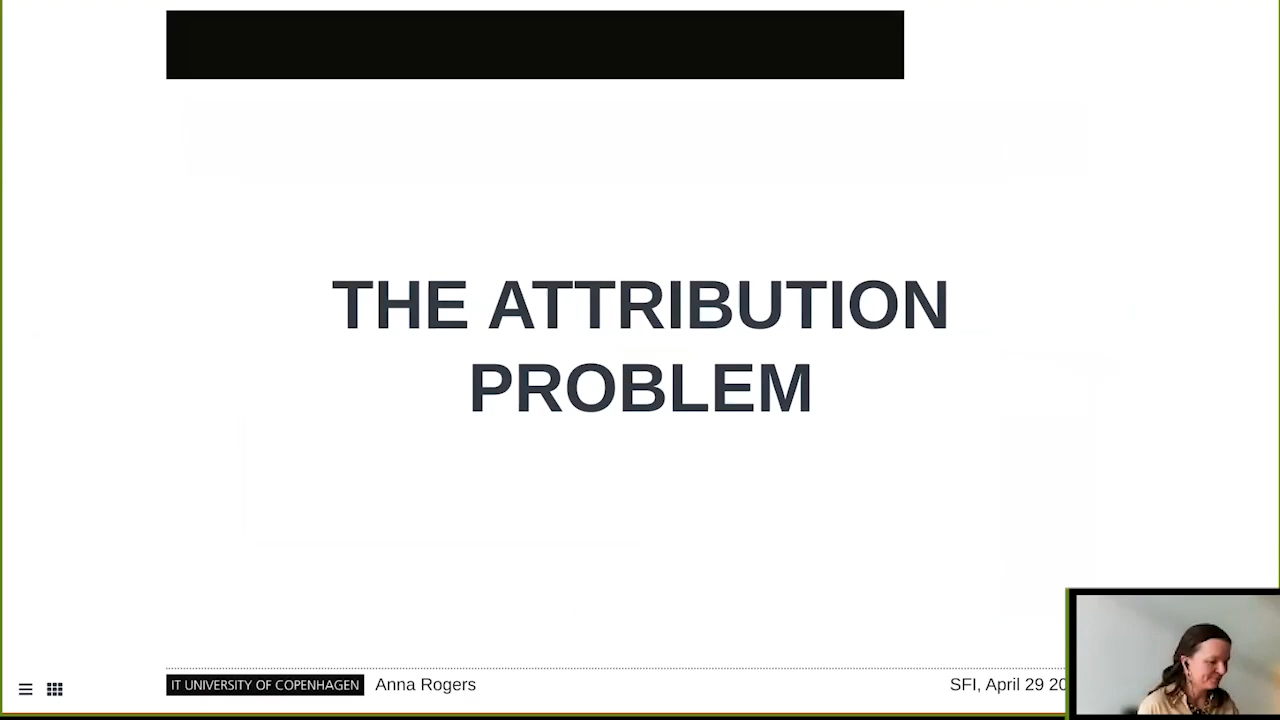 THE ATTRIBUTION
PROBLEM
IT UNIVERSITY OF COPENHAGEN Anna Rogers SFI, April 29